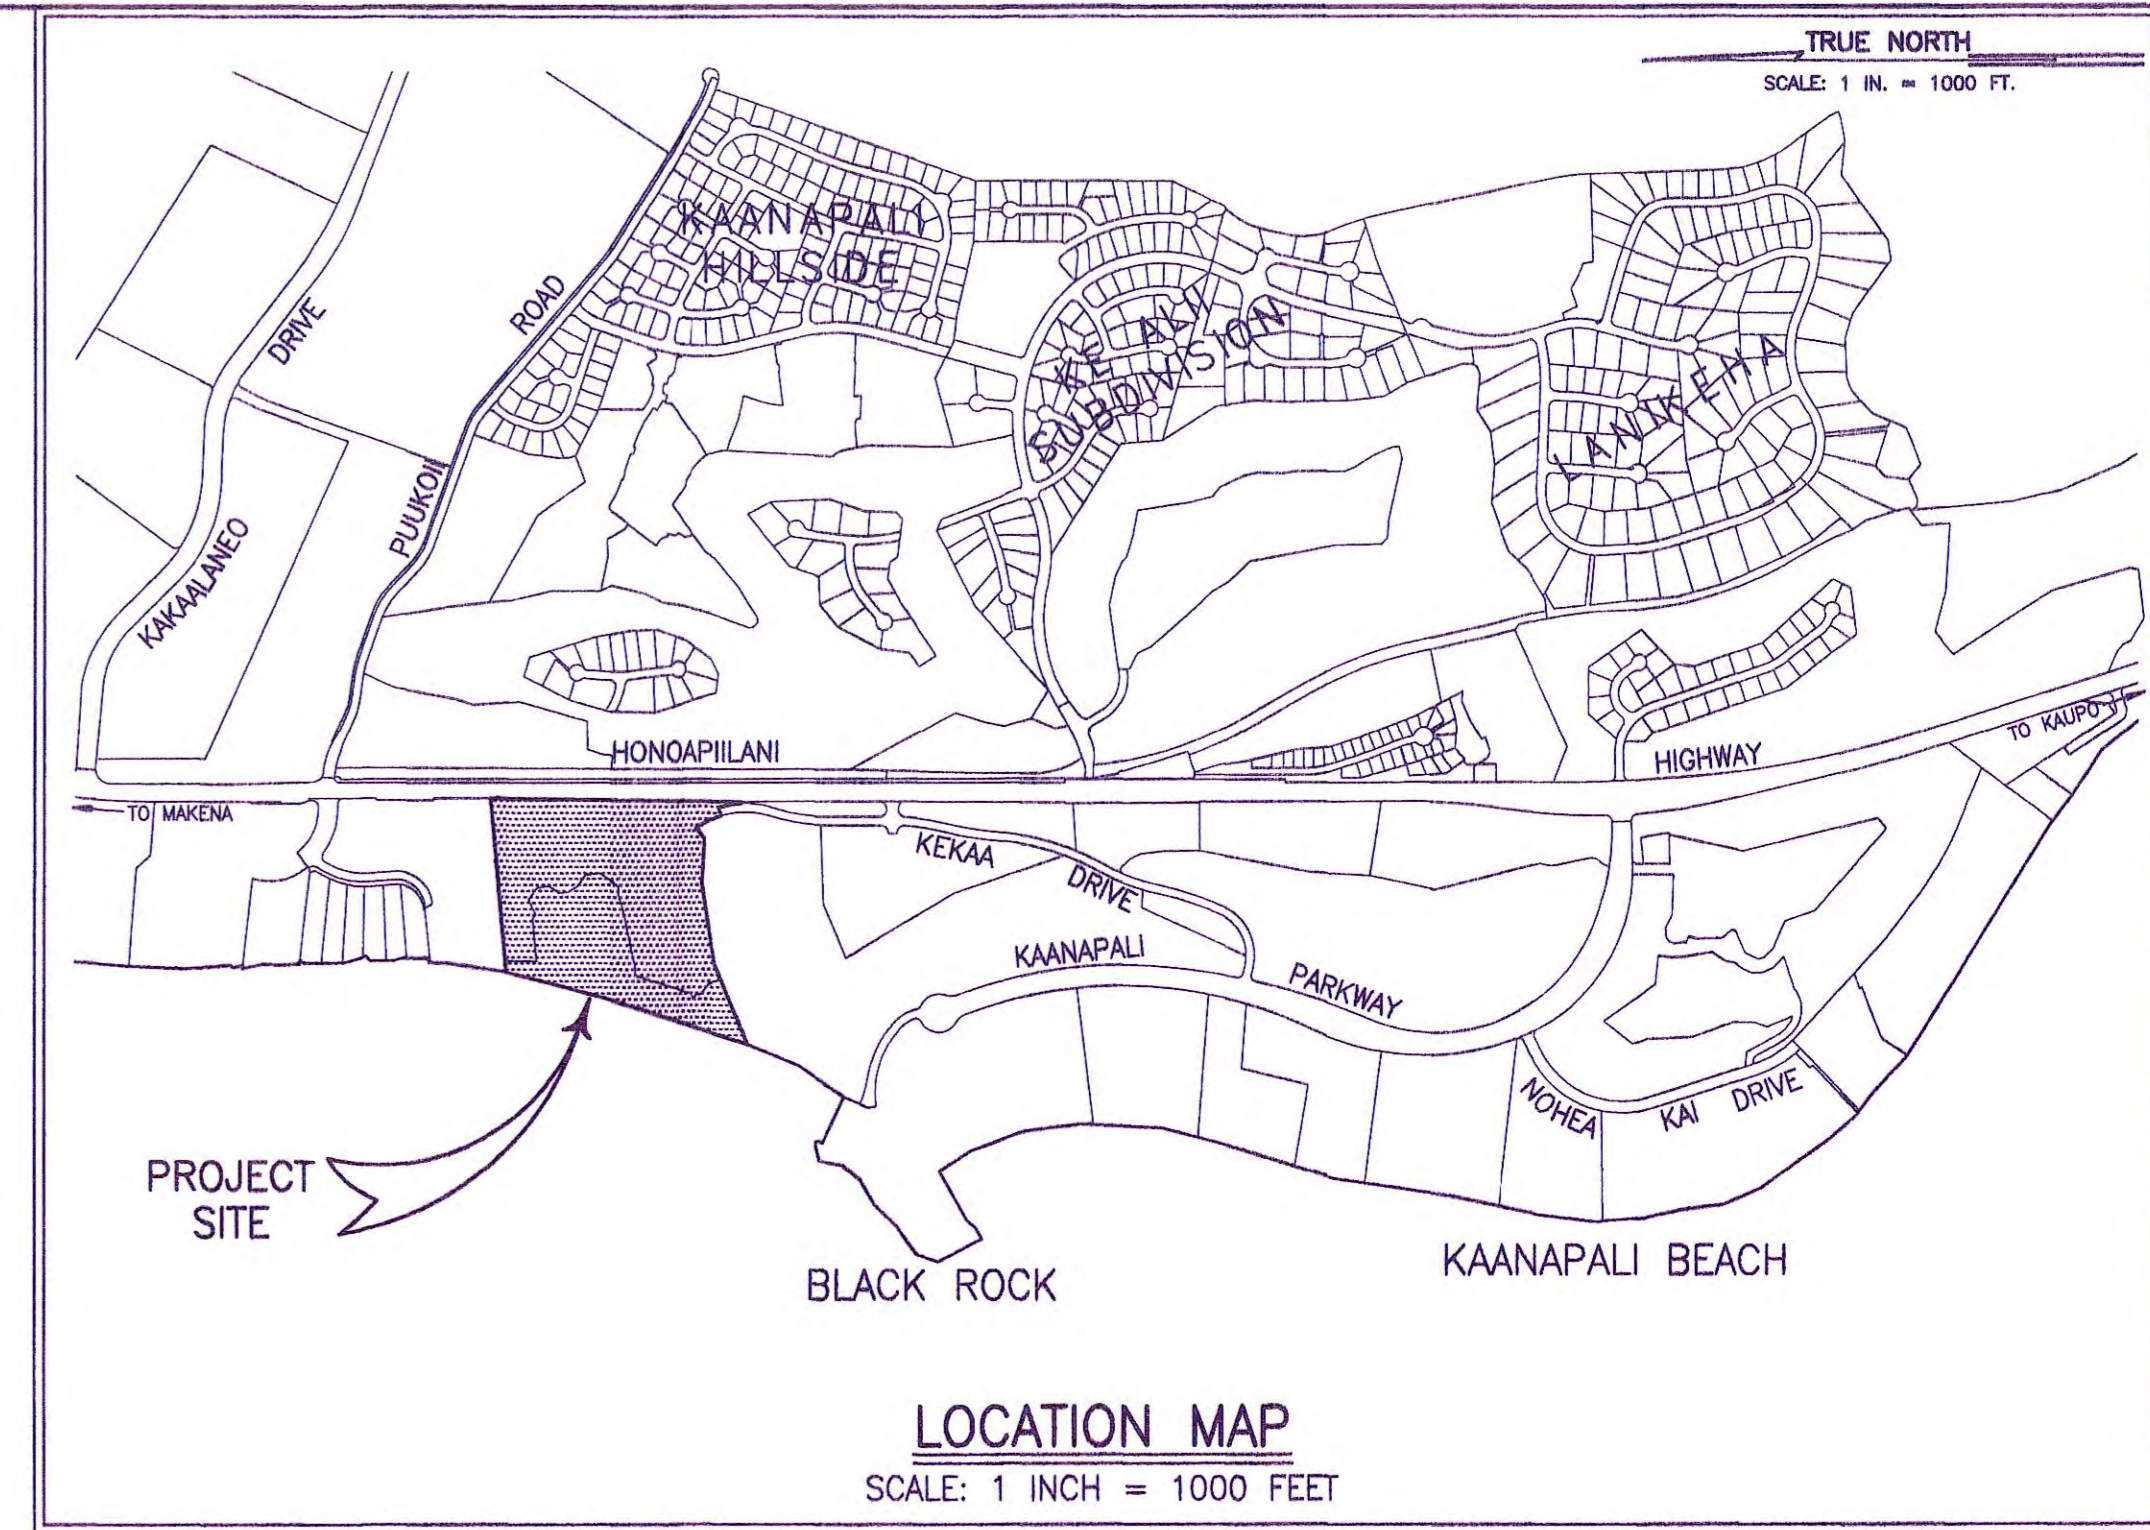 TRUE NORTH
SCALE: 1 IN. = 1000 FT.
KAANAPALI
HILLSIDE
ROAD
DRIVE
KE ALII
SUBDIVISION
LANIKEHA
PUUKOLII
KAKAALANEO
HONOAPIILANI
HIGHWAY
TO KAUPO
TO MAKENA
KEKAA
DRIVE
KAANAPALI
PARKWAY
NOHEA
KAI DRIVE
PROJECT
SITE
BLACK ROCK
KAANAPALI BEACH
LOCATION MAP
SCALE: 1 INCH = 1000 FEET